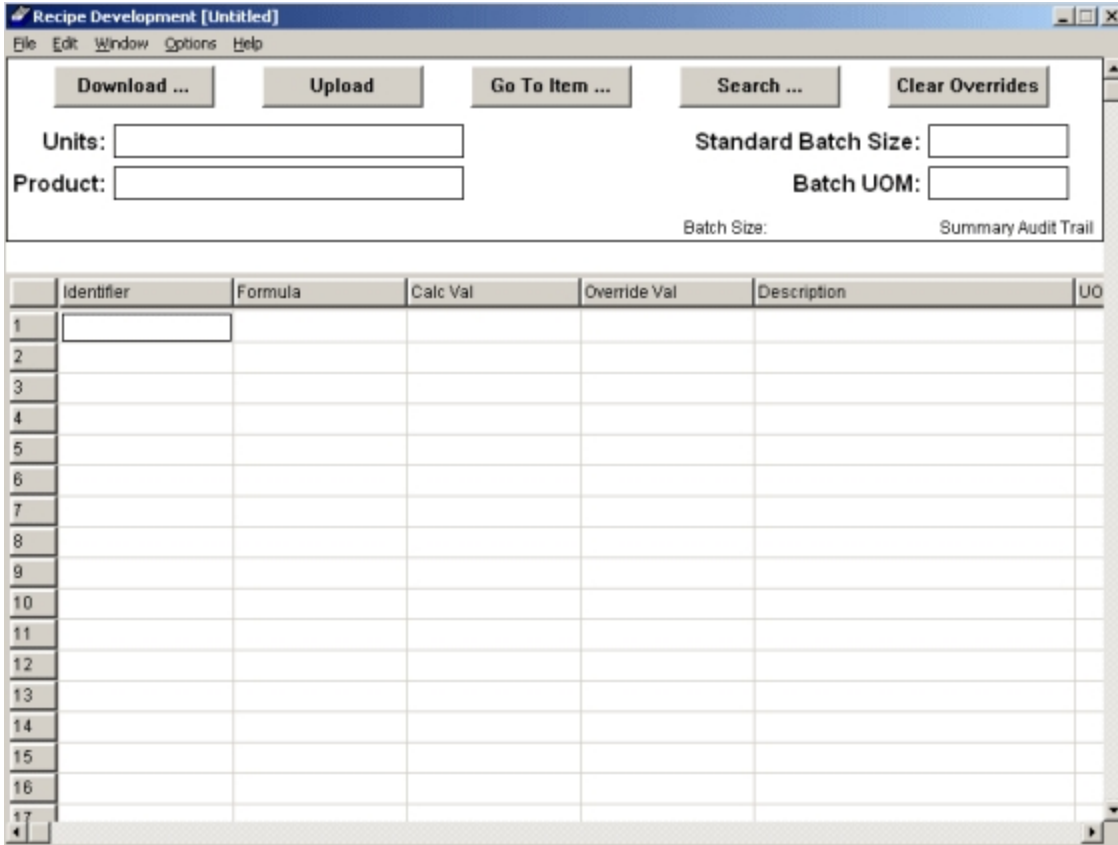 Recipe Development [Untitled]
File Edit Window Options Help
Download ... Upload Go To Item ... Search ... Clear Overrides
Units: Standard Batch Size:
Product: Batch UOM:
Batch Size: Summary Audit Trail
Identifier Formula Calc Val Override Val Description UO
1
2
3
4
5
6
7
8
9
10
11
12
13
14
15
16
17